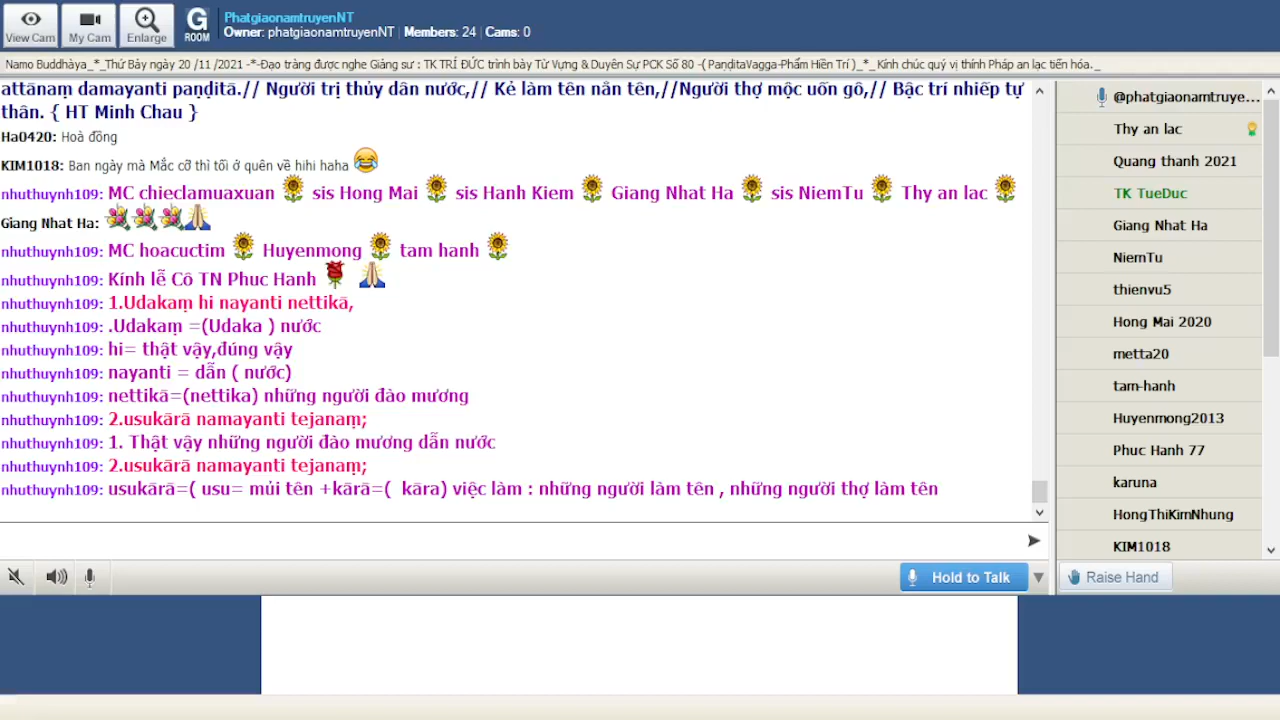 View Cam
My Cam
Enlarge
G
ROOM
PhatgiaonamtruyenNT
Owner: phatgiaonamtruyenNT | Members: 24 | Cams: 0
Namo Buddhàya_*_Thứ Bảy ngày 20 /11 /2021 -*-Đạo tràng được nghe Giảng sư : TK TRÍ ĐỨC trình bày Từ Vựng & Duyên Sự PCK Số 80 -( PaṇḍitaVagga-Phẩm Hiền Trí )_*_ Kính chúc quý vị thính Pháp an lạc tiến hóa._
attānaṃ damayanti paṇḍitā.// Người trị thủy dẫn nước,// Kẻ làm tên nắn tên,//Người thợ mộc uốn gỗ,// Bậc trí nhiếp tự
thân. { HT Minh Chau }
Ha0420: Hoà đồng
KIM1018: Ban ngày mà Mắc cỡ thì tối ở quên về hihi haha
nhuthuynh109: MC chieclamuaxuan sis Hong Mai sis Hanh Kiem Giang Nhat Ha sis NiemTu Thy an lac
Giang Nhat Ha:
nhuthuynh109: MC hoacuctim Huyenmong tam hanh
nhuthuynh109: Kính lễ Cô TN Phuc Hanh
nhuthuynh109: 1.Udakaṃ hi nayanti nettikā,
nhuthuynh109: .Udakaṃ =(Udaka ) nước
nhuthuynh109: hi= thật vậy,đúng vậy
nhuthuynh109: nayanti = dẫn ( nước)
nhuthuynh109: nettikā=(nettika) những người đào mương
nhuthuynh109: 2.usukārā namayanti tejanaṃ;
nhuthuynh109: 1. Thật vậy những người đào mương dẫn nước
nhuthuynh109: 2.usukārā namayanti tejanaṃ;
nhuthuynh109: usukārā=( usu= mủi tên +kārā=( kāra) việc làm : những người làm tên , những người thợ làm tên
Hold to Talk
@phatgiaonamtruye...
Thy an lac
Quang thanh 2021
TK TueDuc
Giang Nhat Ha
NiemTu
thienvu5
Hong Mai 2020
metta20
tam-hanh
Huyenmong2013
Phuc Hanh 77
karuna
HongThiKimNhung
KIM1018
Raise Hand